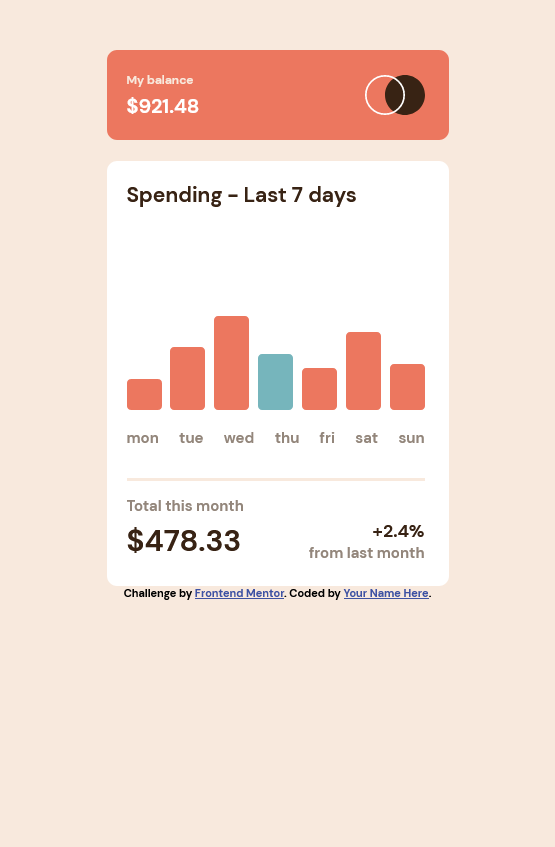 My balance
$921.48
Spending – Last 7 days
mon tue wed thu fri sat sun
Total this month
$478.33
+2.4%
from last month
Challenge by Frontend Mentor. Coded by Your Name Here.